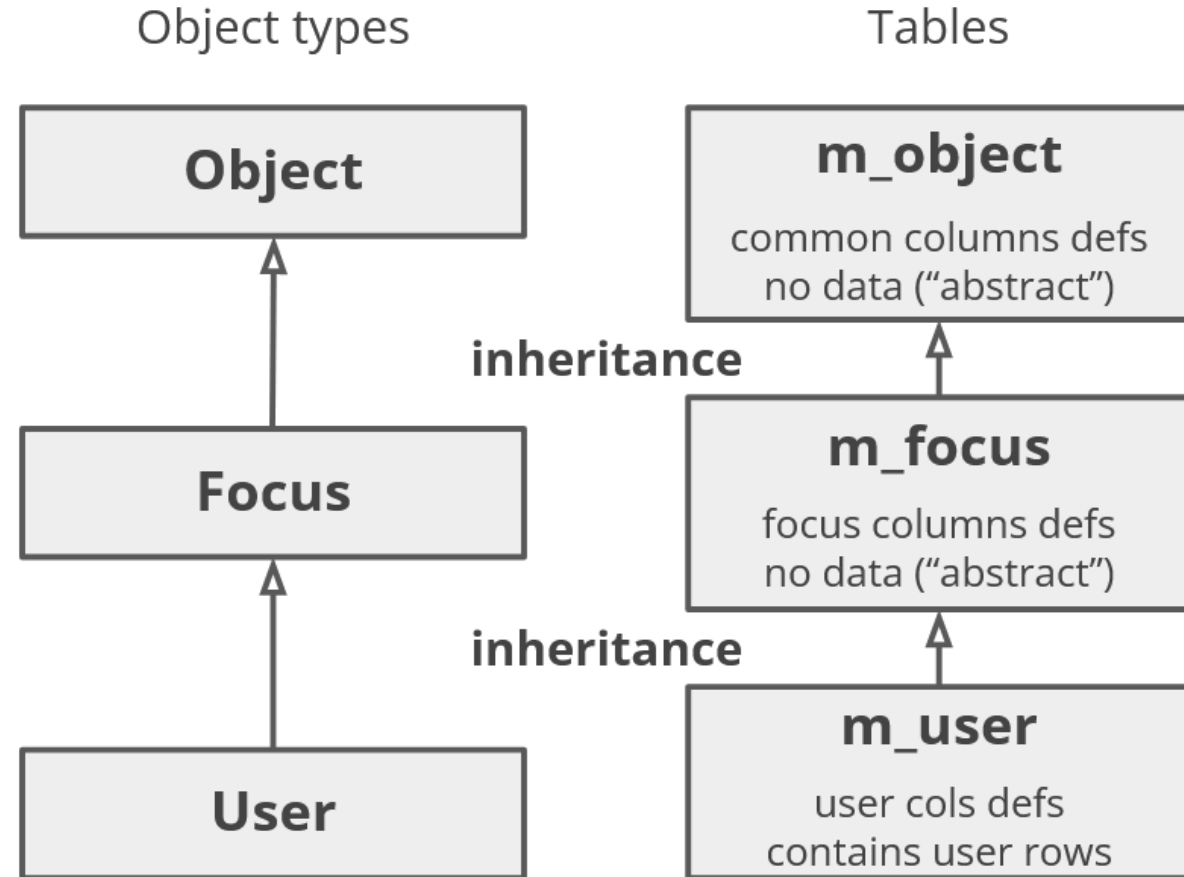 Object types
Tables
Object
m_object
common columns defs
no data (“abstract”)
inheritance
Focus
m_focus
focus columns defs
no data (“abstract”)
inheritance
User
m_user
user cols defs
contains user rows